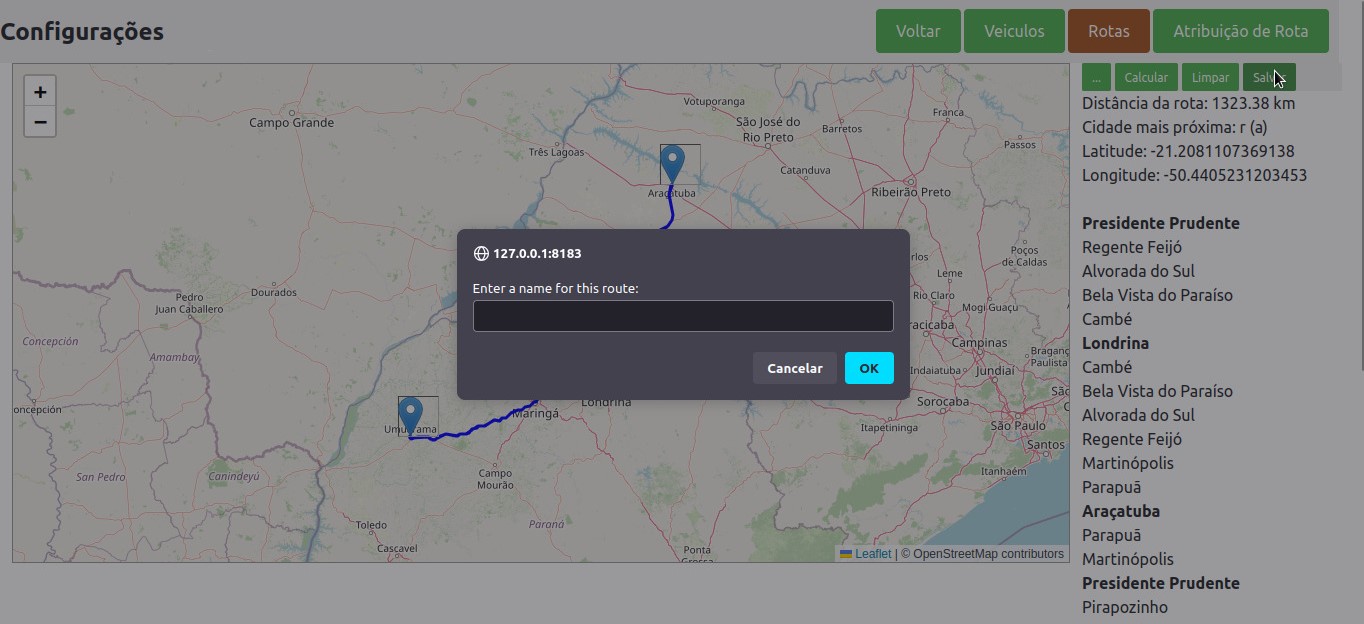 Configurações
Voltar
Veiculos
Rotas
Atribuição de Rota
+
−
...
Calcular
Limpar
Distância da rota: 1323.38 km
Cidade mais próxima: r (a)
Latitude: -21.2081107369138
Longitude: -50.4405231203453
Presidente Prudente
Regente Feijó
Alvorada do Sul
Bela Vista do Paraíso
Cambé
Londrina
Cambé
Bela Vista do Paraíso
Alvorada do Sul
Regente Feijó
Martinópolis
Parapuã
Araçatuba
Parapuã
Martinópolis
Presidente Prudente
Pirapozinho
127.0.0.1:8183
Enter a name for this route:
Cancelar
OK
Campo Grande
Votuporanga
São José do
Rio Preto
Barretos
Franca
Passos
Três Lagoas
Catanduva
Ribeirão Preto
Araçatuba
Poços
de Caldas
Leme
Rio Claro
Mogi Guaçu
Campinas
Indaiatuba
Jundiaí
Bragança
Paulista
Sorocaba
Itapetininga
São Paulo
Santos
Itanhaém
Pedro
Juan Caballero
Dourados
Concepción
Amambay
oncepción
San Pedro
Canindeyú
Maringá
Londrina
Campo
Mourão
Toledo
Cascavel
Paraná
Ponta
Leaflet | © OpenStreetMap contributors